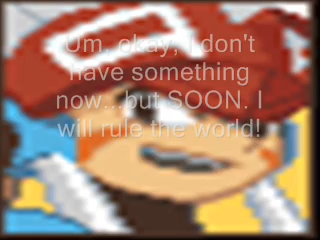 Um, okay, I don't
have something
now...but SOON. I
will rule the world!